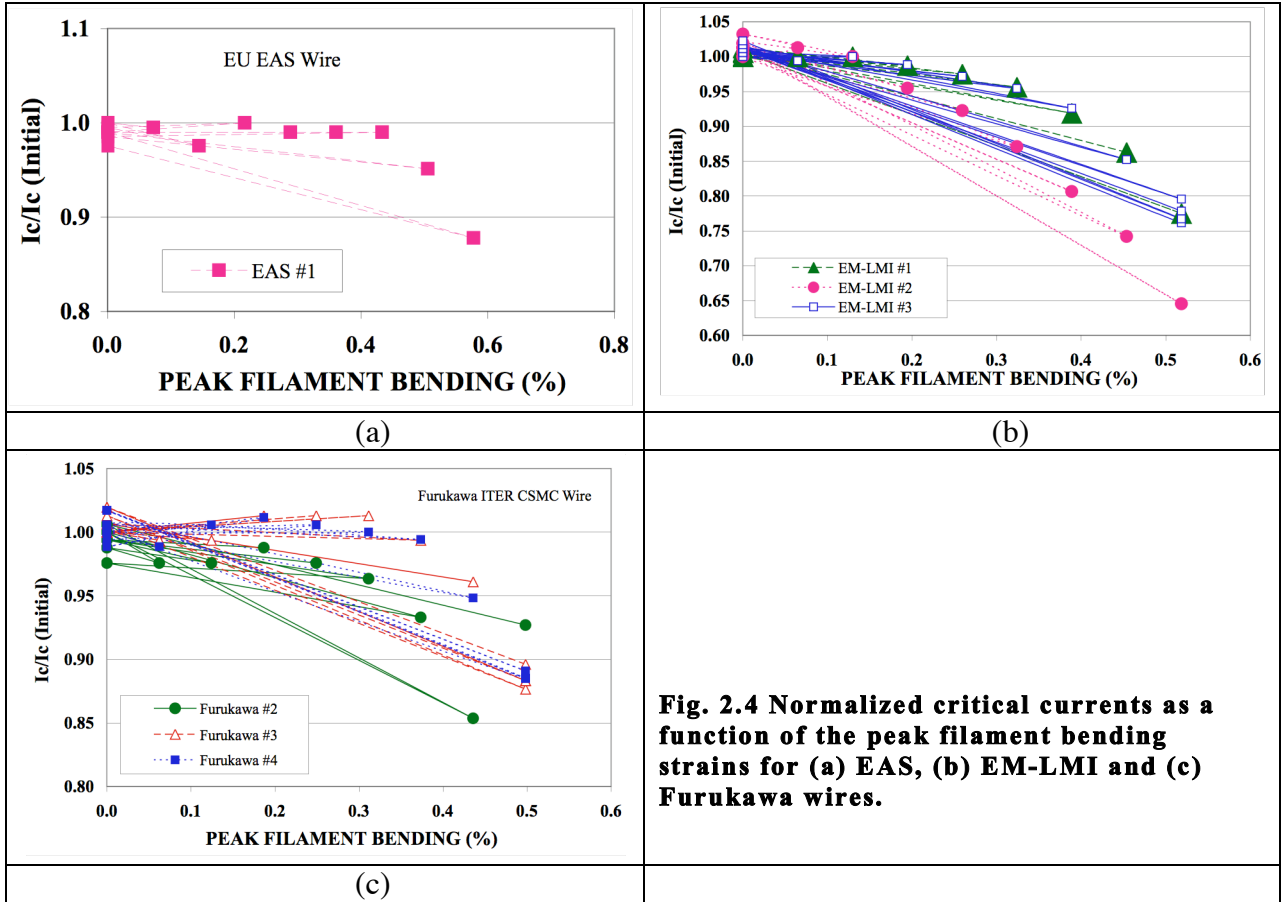 1.1
EU EAS Wire
1.0
0.9
EAS #1
0.8
0.0 0.2 0.4 0.6 0.8
Ic/Ic (Initial)
PEAK FILAMENT BENDING (%)
(a)
1.05
1.00
0.95
0.90
0.85
0.80
0.75
0.70
0.65
0.60
EM-LMI #1
EM-LMI #2
EM-LMI #3
0.0 0.1 0.2 0.3 0.4 0.5 0.6
Ic/Ic (Initial)
PEAK FILAMENT BENDING (%)
(b)
1.05
Furukawa ITER CSMC Wire
1.00
0.95
0.90
0.85
0.80
Furukawa #2
Furukawa #3
Furukawa #4
0.0 0.1 0.2 0.3 0.4 0.5 0.6
Ic/Ic (Initial)
PEAK FILAMENT BENDING (%)
(c)
Fig. 2.4 Normalized critical currents as a
function of the peak filament bending
strains for (a) EAS, (b) EM-LMI and (c)
Furukawa wires.